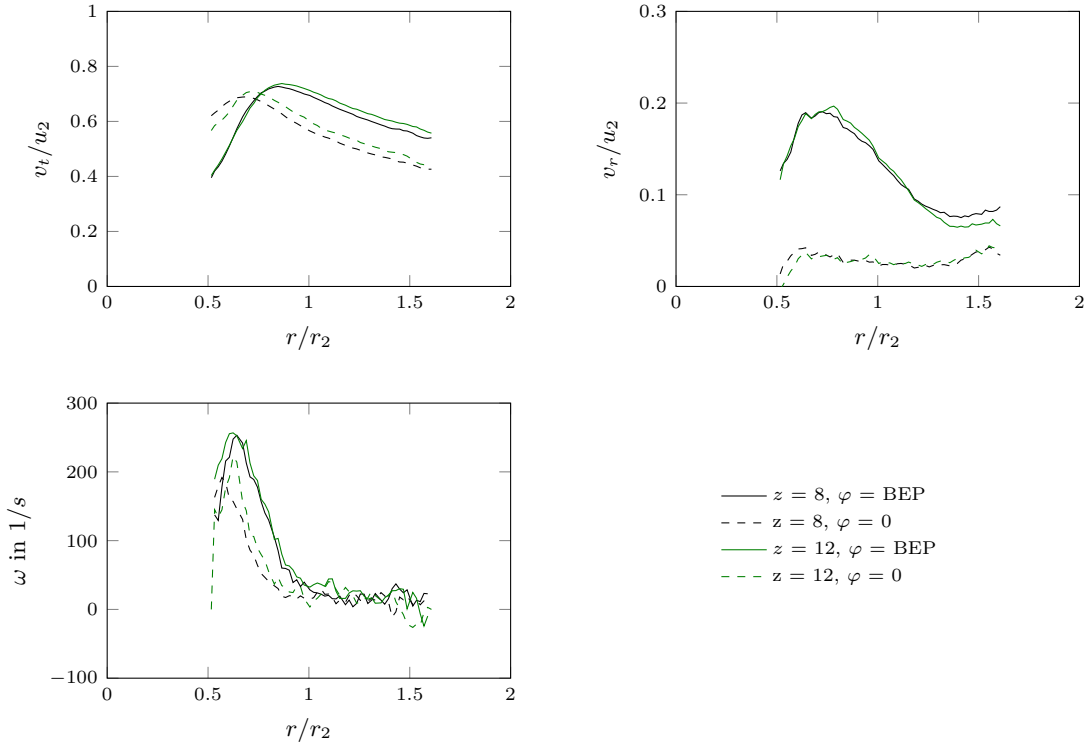 1
0.8
0.6
0.4
0.2
0
0 0.5 1 1.5 2
v_t/u_2
r/r_2
0.3
0.2
0.1
0
0 0.5 1 1.5 2
v_r/u_2
r/r_2
300
200
100
0
−100
0 0.5 1 1.5 2
ω in 1/s
r/r_2
z = 8, φ = BEP
z = 8, φ = 0
z = 12, φ = BEP
z = 12, φ = 0